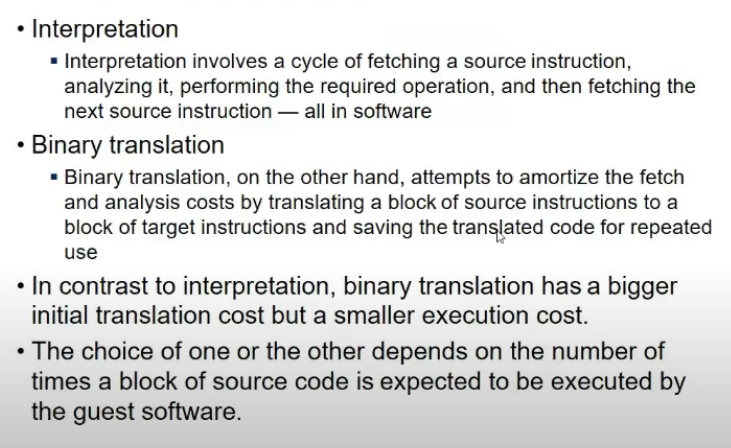 • Interpretation
▪ Interpretation involves a cycle of fetching a source instruction,
analyzing it, performing the required operation, and then fetching the
next source instruction — all in software
• Binary translation
▪ Binary translation, on the other hand, attempts to amortize the fetch
and analysis costs by translating a block of source instructions to a
block of target instructions and saving the translated code for repeated
use
• In contrast to interpretation, binary translation has a bigger
initial translation cost but a smaller execution cost.
• The choice of one or the other depends on the number of
times a block of source code is expected to be executed by
the guest software.